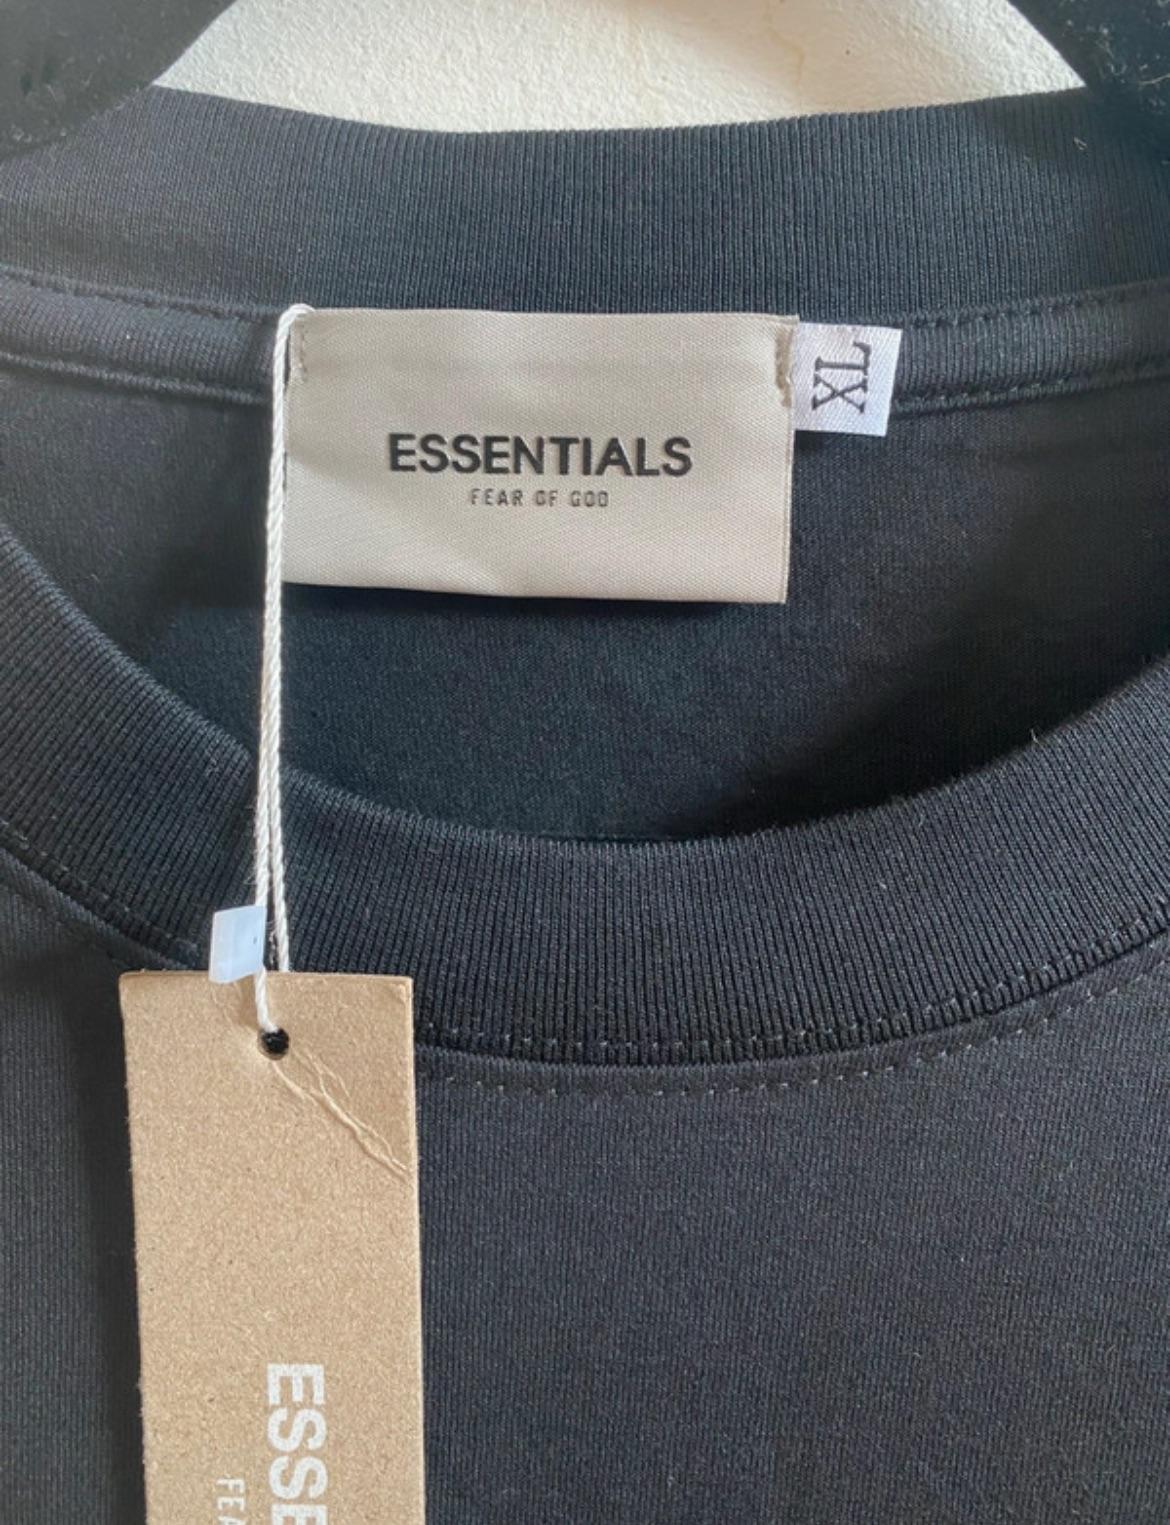 ESSENTIALS
FEAR OF GOD
XL
ESSE
FEA